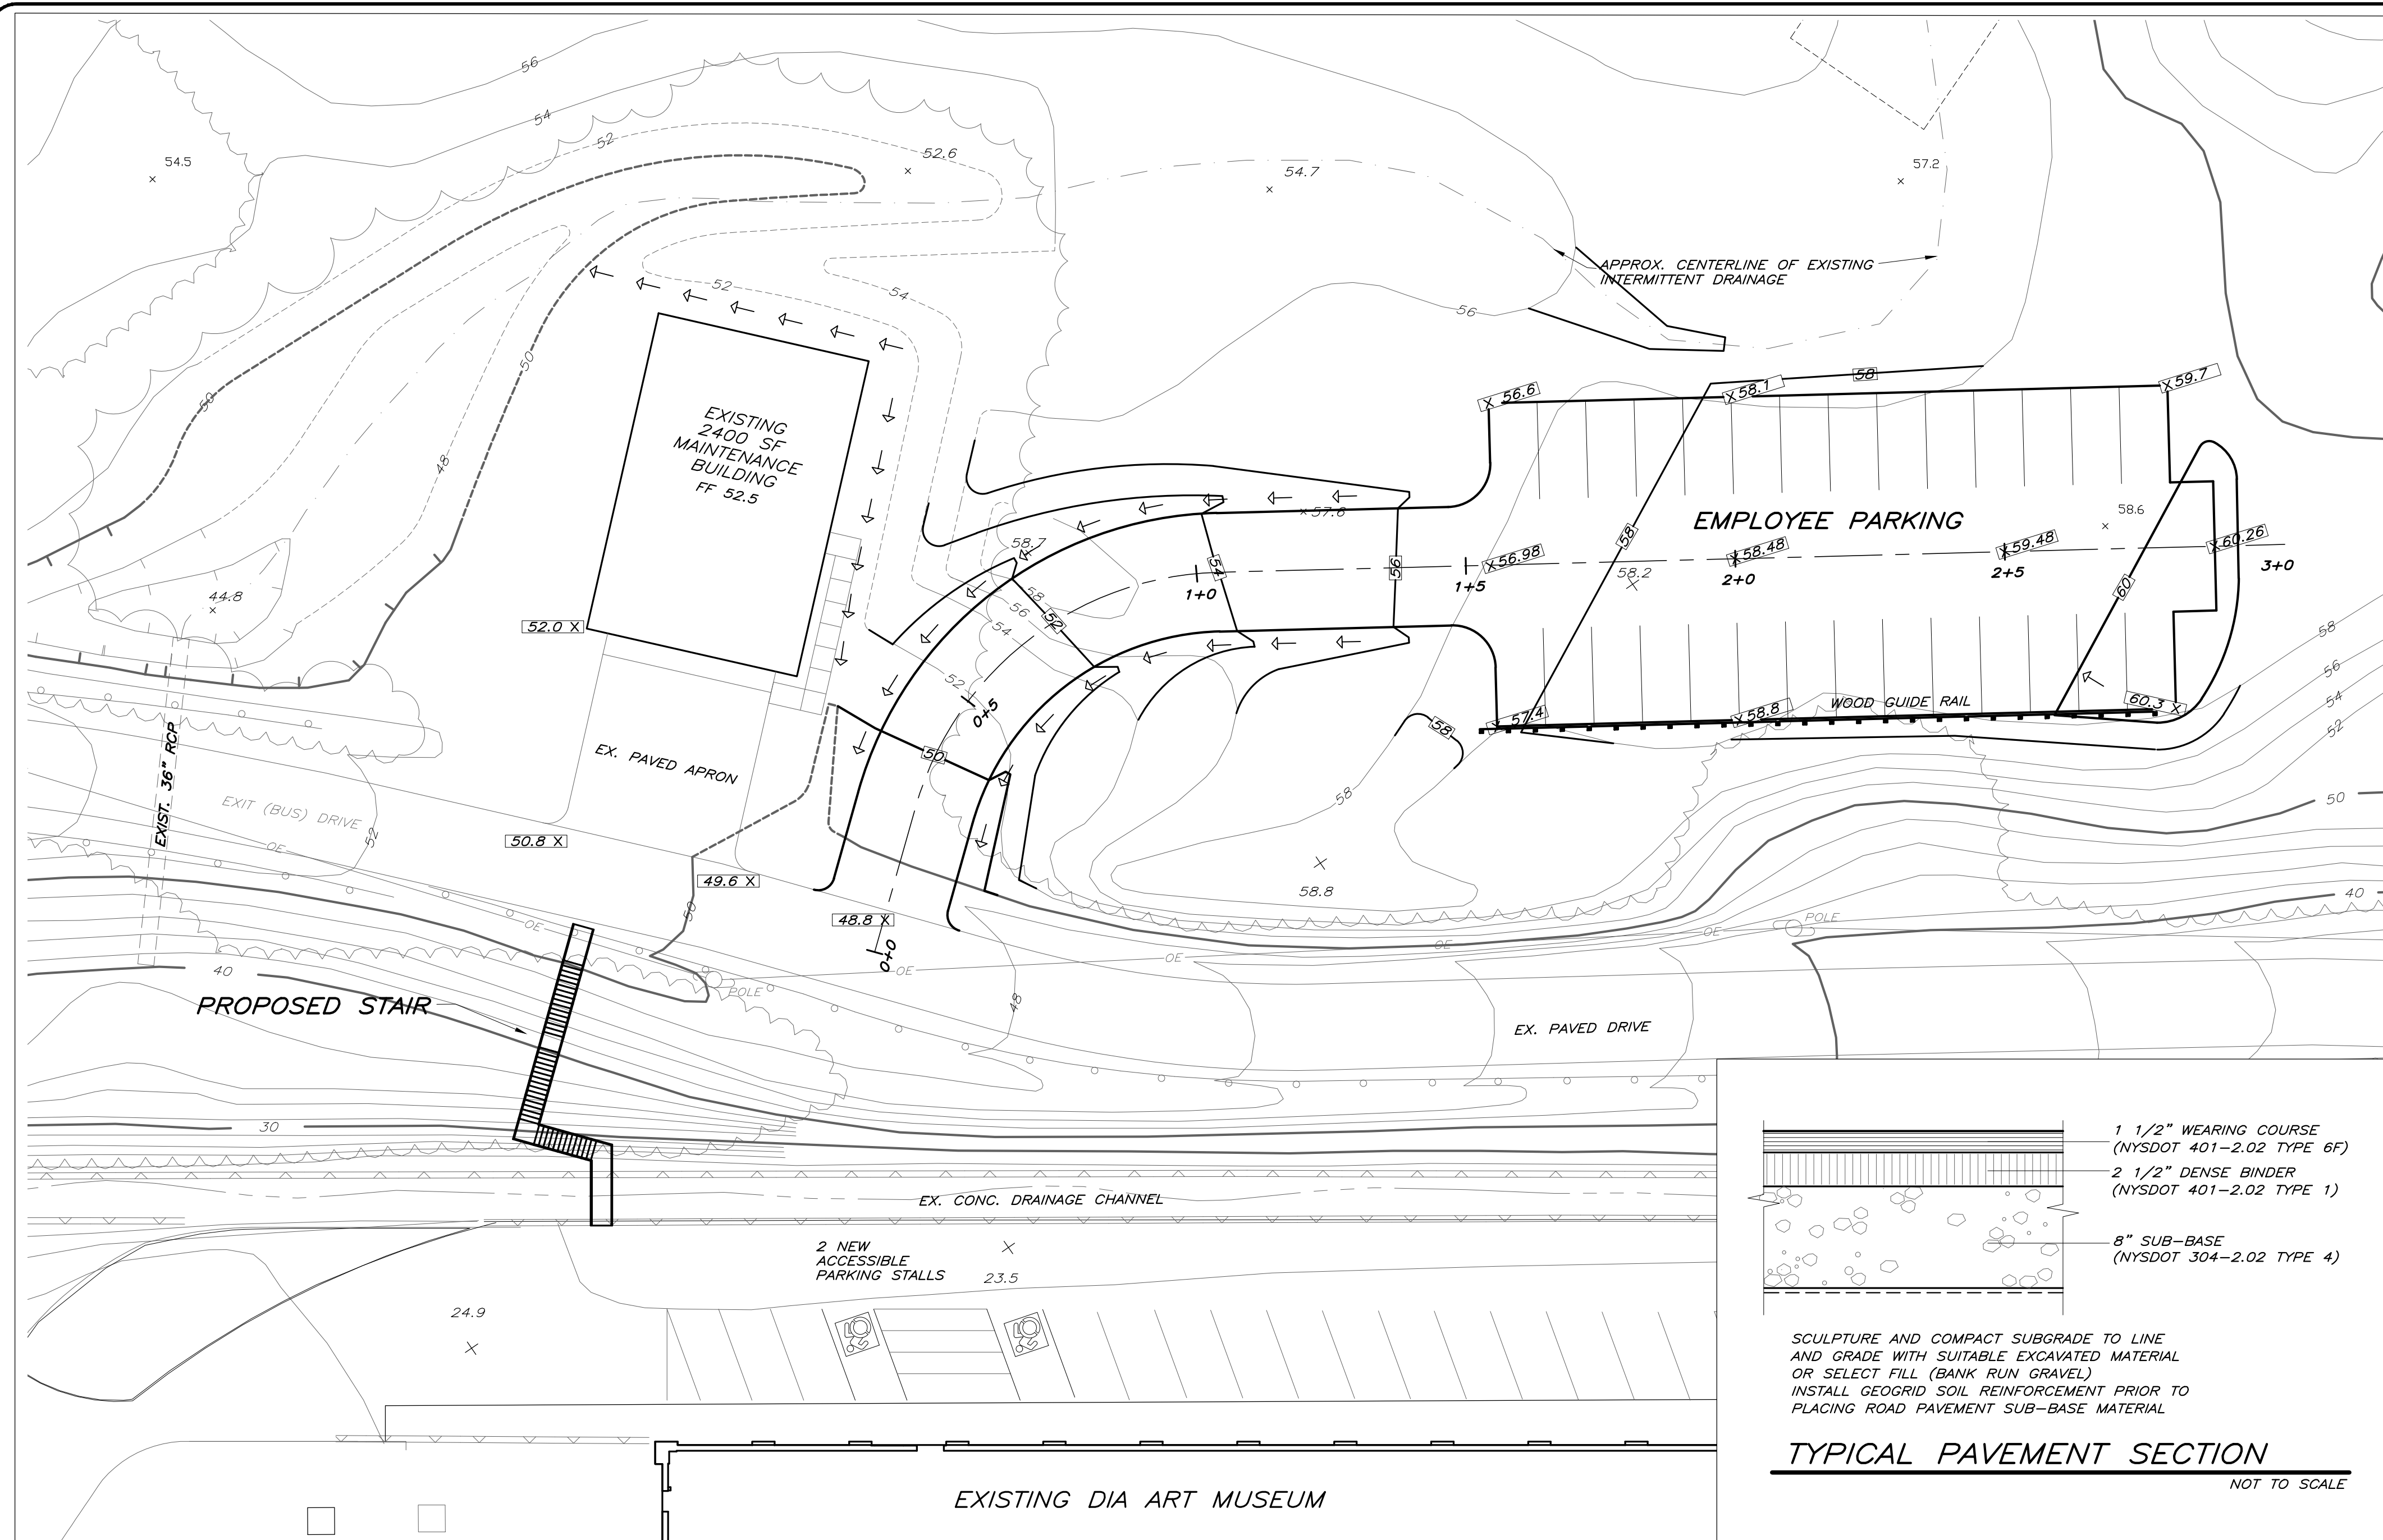 56
54
52
54.5
52.6
54.7
57.2
APPROX. CENTERLINE OF EXISTING
INTERMITTENT DRAINAGE
52
54
56
50
50
48
58
56.6
58.1
59.7
EXISTING
2400 SF
MAINTENANCE
BUILDING
FF 52.5
57.6
58.7
EMPLOYEE PARKING
58.6
58
56.98
58.48
59.48
60.26
58.2
1+0
1+5
2+0
2+5
3+0
54
56
60
58
56
54
52
52
0+5
44.8
52.0
EXIST. 36" RCP
EX. PAVED APRON
50
57.4
58.8
WOOD GUIDE RAIL
60.3
58
56
54
52
50
58
58
EXIT (BUS) DRIVE
52
OE
50.8
49.6
48.8
50
0+0
58.8
40
POLE
OE
OE
OE
OE
OE
POLE
40
PROPOSED STAIR
48
EX. PAVED DRIVE
30
EX. CONC. DRAINAGE CHANNEL
2 NEW
ACCESSIBLE
PARKING STALLS
23.5
24.9
1 1/2" WEARING COURSE
(NYSDOT 401-2.02 TYPE 6F)
2 1/2" DENSE BINDER
(NYSDOT 401-2.02 TYPE 1)
8" SUB-BASE
(NYSDOT 304-2.02 TYPE 4)
SCULPTURE AND COMPACT SUBGRADE TO LINE
AND GRADE WITH SUITABLE EXCAVATED MATERIAL
OR SELECT FILL (BANK RUN GRAVEL)
INSTALL GEOGRID SOIL REINFORCEMENT PRIOR TO
PLACING ROAD PAVEMENT SUB-BASE MATERIAL
TYPICAL PAVEMENT SECTION
NOT TO SCALE
EXISTING DIA ART MUSEUM